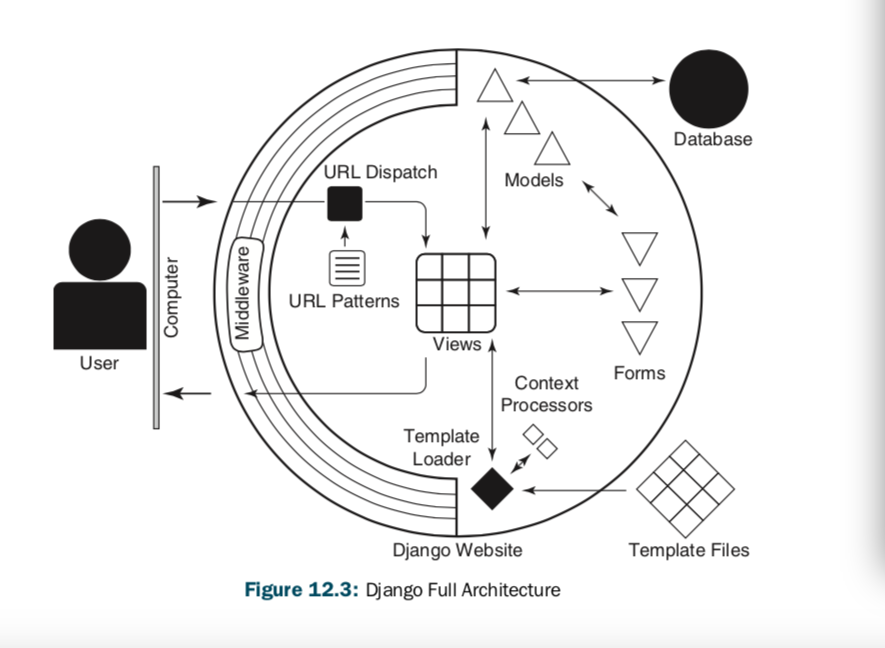 Database
URL Dispatch
Models
Middleware
URL Patterns
Computer
Views
User
Forms
Context
Processors
Template
Loader
Django Website
Template Files
Figure 12.3: Django Full Architecture